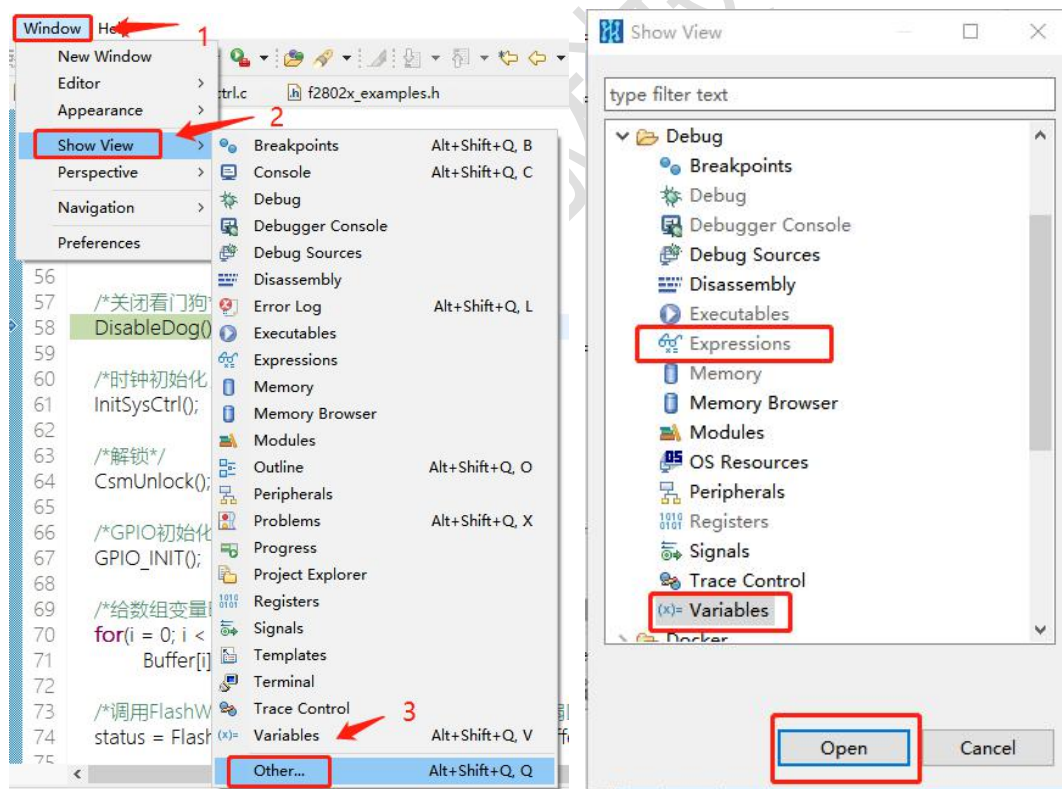 Window
1
New Window
Editor
Appearance
2
Show View
Perspective
Navigation
Preferences
ctrl.c
f2802x_examples.h
Breakpoints Alt+Shift+Q, B
Console Alt+Shift+Q, C
Debug
Debugger Console
Debug Sources
Disassembly
Error Log Alt+Shift+Q, L
Executables
Expressions
Memory
Memory Browser
Modules
Outline Alt+Shift+Q, O
Peripherals
Problems Alt+Shift+Q, X
Progress
Project Explorer
Registers
Signals
Templates
Terminal
Trace Control
3
Variables Alt+Shift+Q, V
Other... Alt+Shift+Q, Q
56
57 /*关闭看门狗*
58 DisableDog()
59
60 /*时钟初始化
61 InitSysCtrl();
62
63 /*解锁*/
64 CsmUnlock();
65
66 /*GPIO初始化
67 GPIO_INIT();
68
69 /*给数组变量
70 for(i = 0; i <
71 Buffer[i]
72
73 /*调用FlashW
74 status = Flash
75
Show View
type filter text
Debug
Breakpoints
Debug
Debugger Console
Debug Sources
Disassembly
Executables
Expressions
Memory
Memory Browser
Modules
OS Resources
Peripherals
Registers
Signals
Trace Control
(x)= Variables
Docker
Open
Cancel